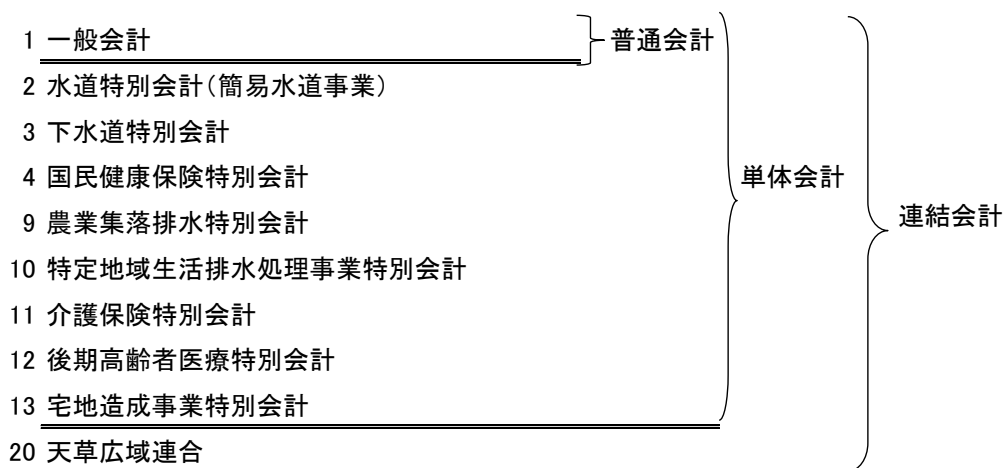 1 一般会計
普通会計
2 水道特別会計(簡易水道事業)
3 下水道特別会計
4 国民健康保険特別会計
単体会計
9 農業集落排水特別会計
連結会計
10 特定地域生活排水処理事業特別会計
11 介護保険特別会計
12 後期高齢者医療特別会計
13 宅地造成事業特別会計
20 天草広域連合